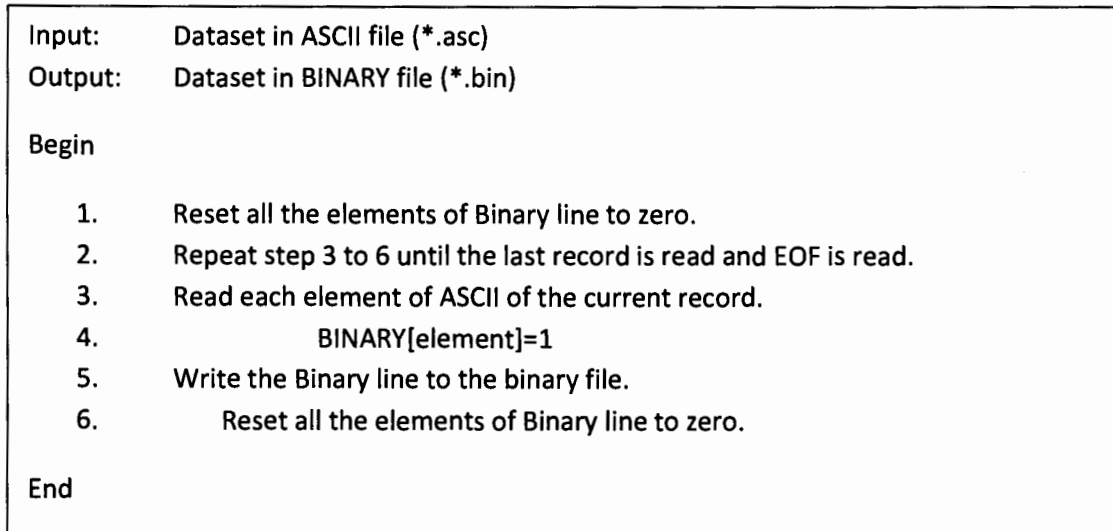 Input: Dataset in ASCII file (*.asc)
Output: Dataset in BINARY file (*.bin)
Begin
1. Reset all the elements of Binary line to zero.
2. Repeat step 3 to 6 until the last record is read and EOF is read.
3. Read each element of ASCII of the current record.
4. BINARY[element]=1
5. Write the Binary line to the binary file.
6. Reset all the elements of Binary line to zero.
End